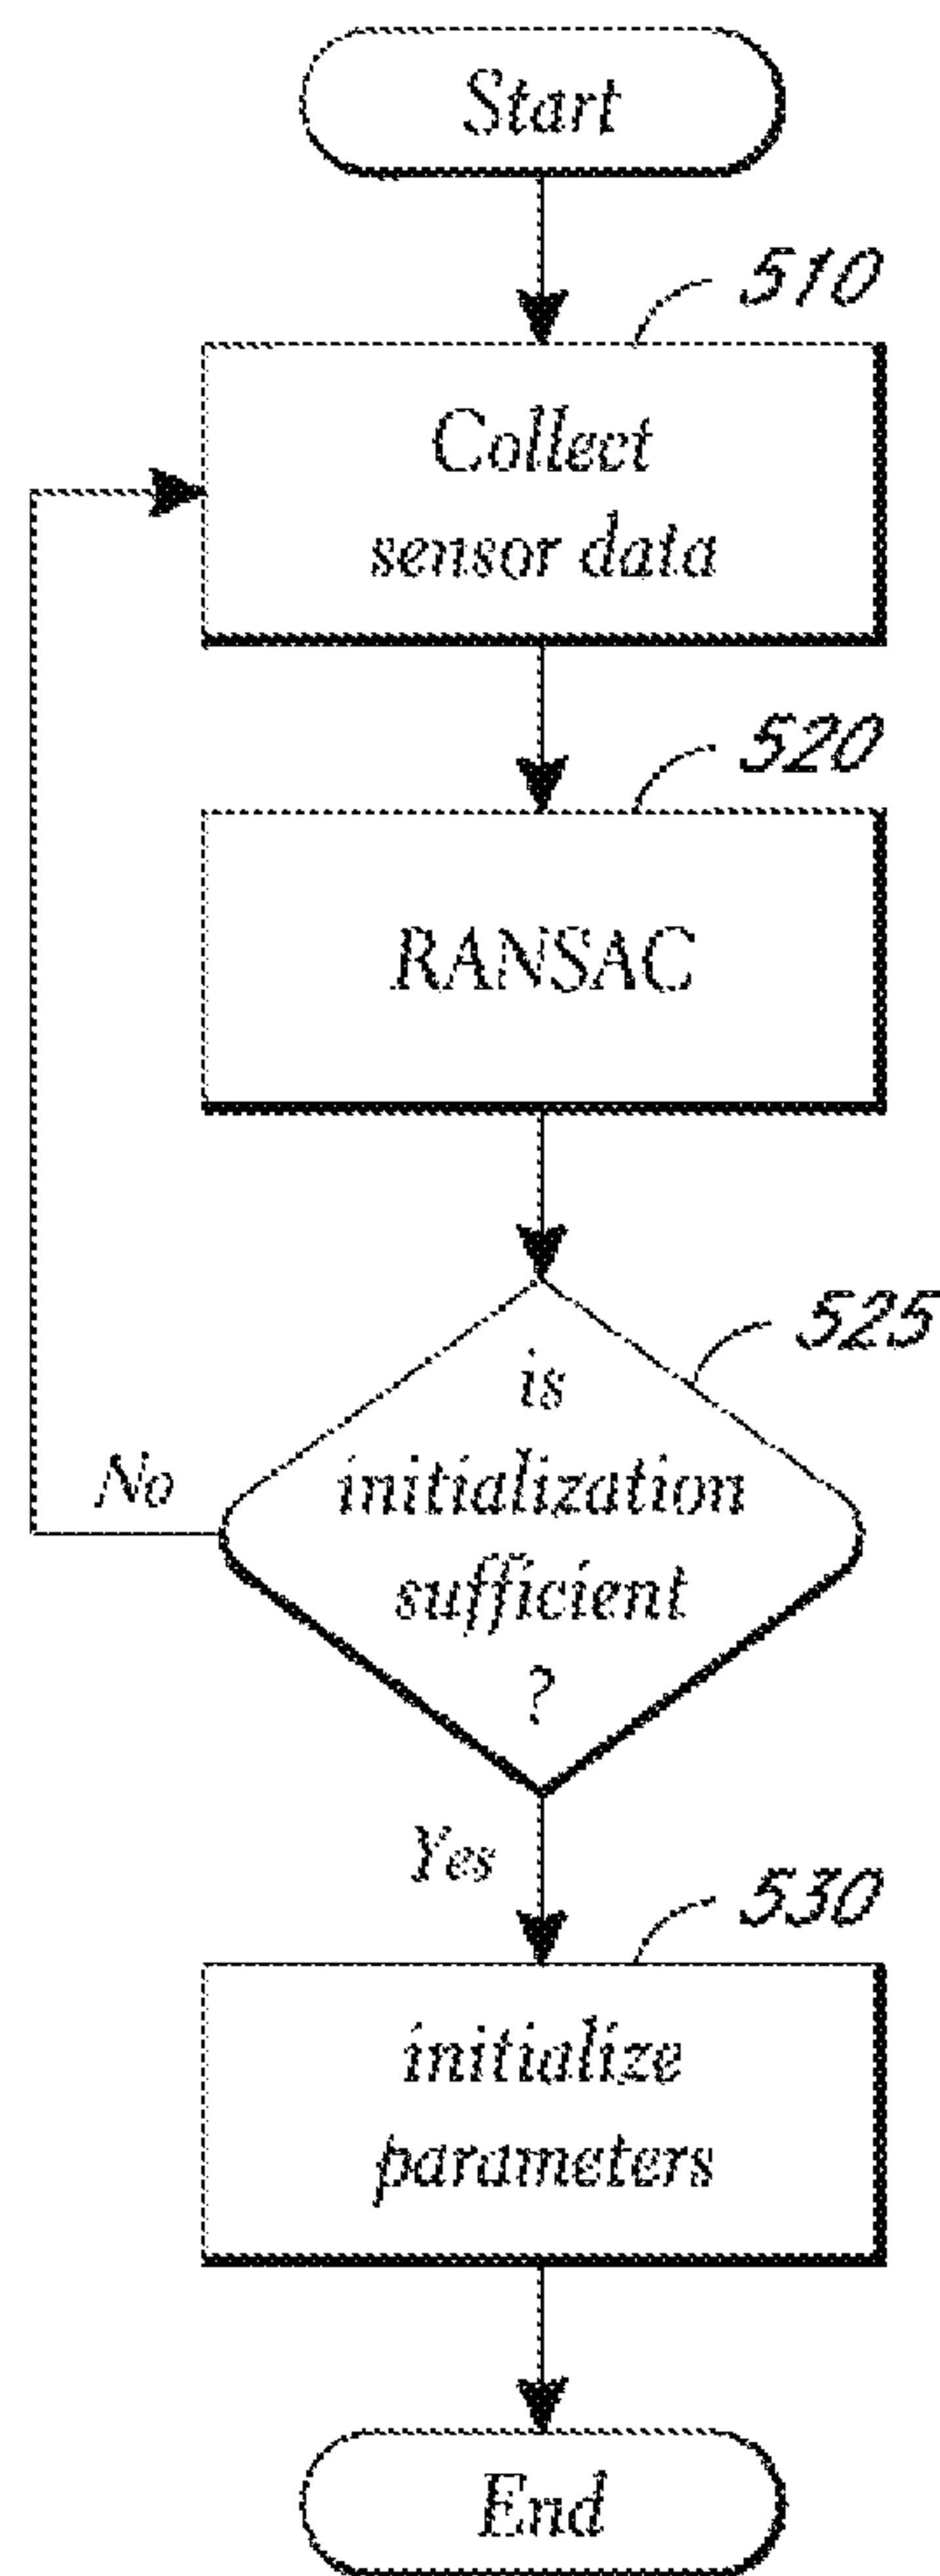 Start
510
Collect
sensor data
520
RANSAC
525
is
initialization
sufficient
?
No
Yes
530
initialize
parameters
End